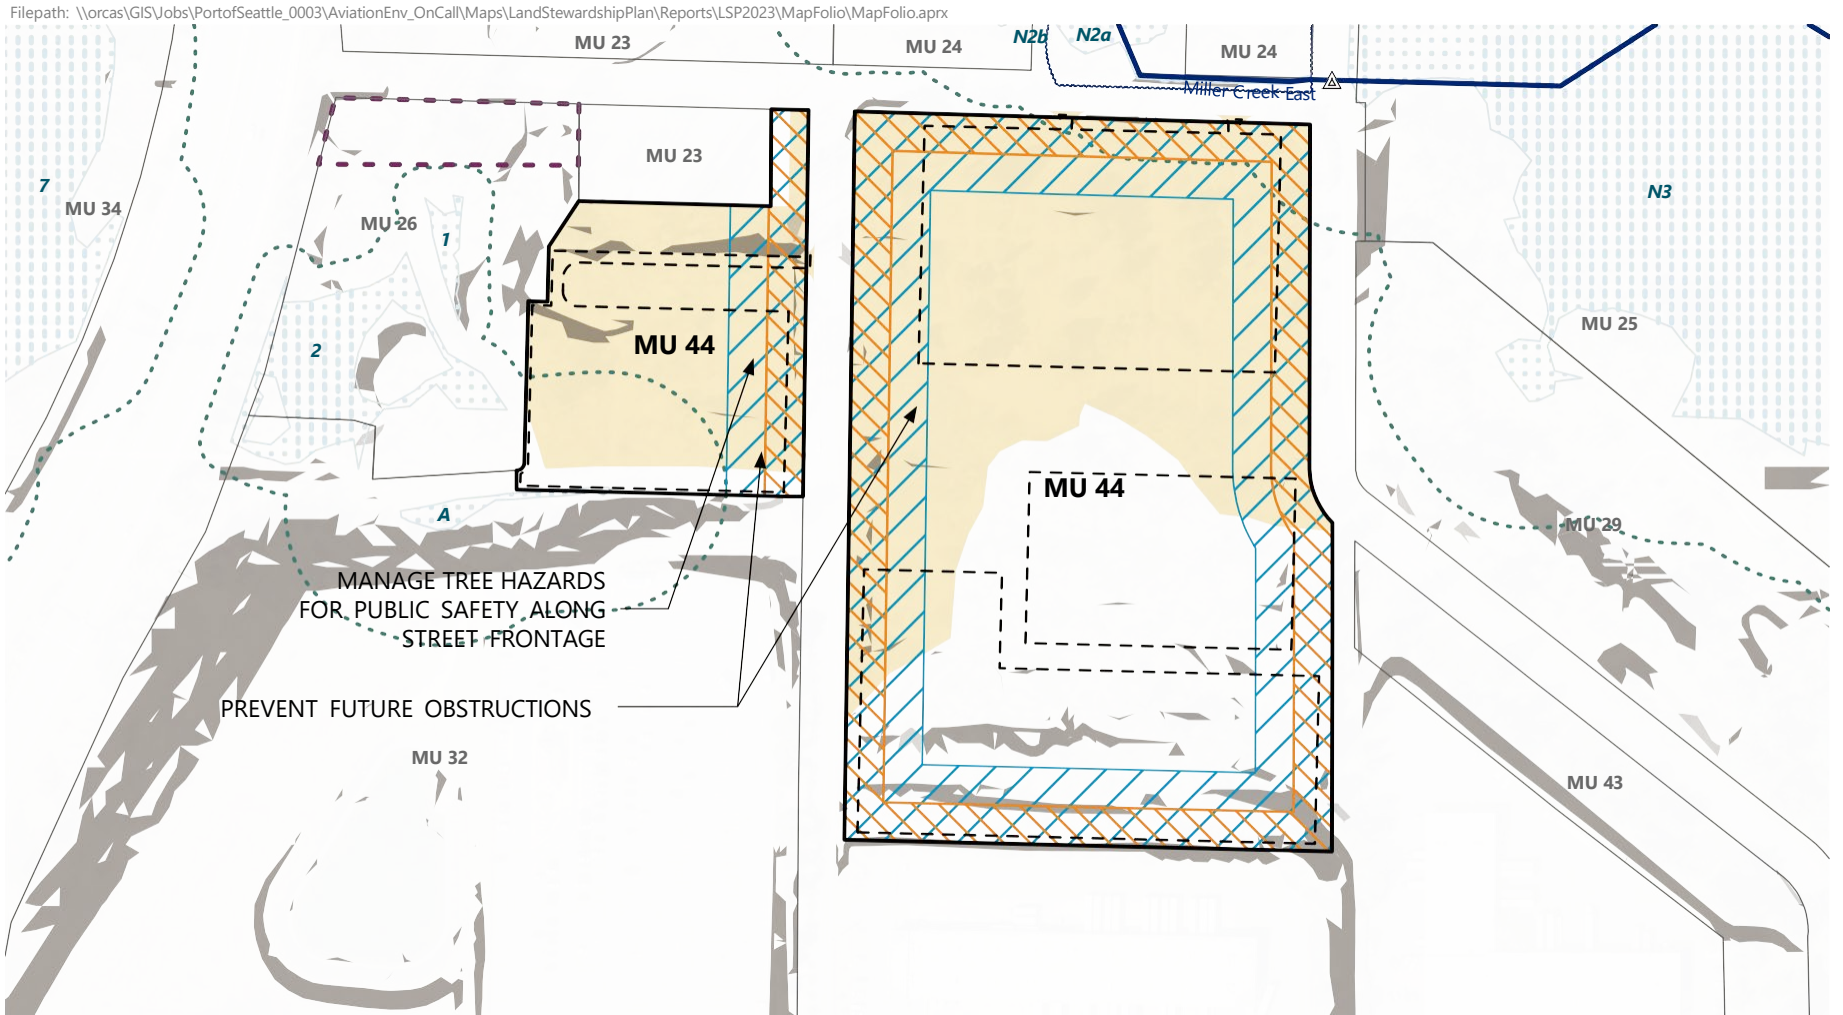 Filepath: \\orcas\GIS\Jobs\PortofSeattle_0003\AviationEnv_OnCall\Maps\LandStewardshipPlan\Reports\LSP2023\MapFolio\MapFolio.aprx
MU 23
MU 24
N2b
N2a
MU 24
Miller Creek East
MU 23
7
MU 34
N3
MU 26
1
MU 25
MU 44
2
MU 44
A
MU 29
MANAGE TREE HAZARDS
FOR PUBLIC SAFETY ALONG
STREET FRONTAGE
PREVENT FUTURE OBSTRUCTIONS
MU 32
MU 43